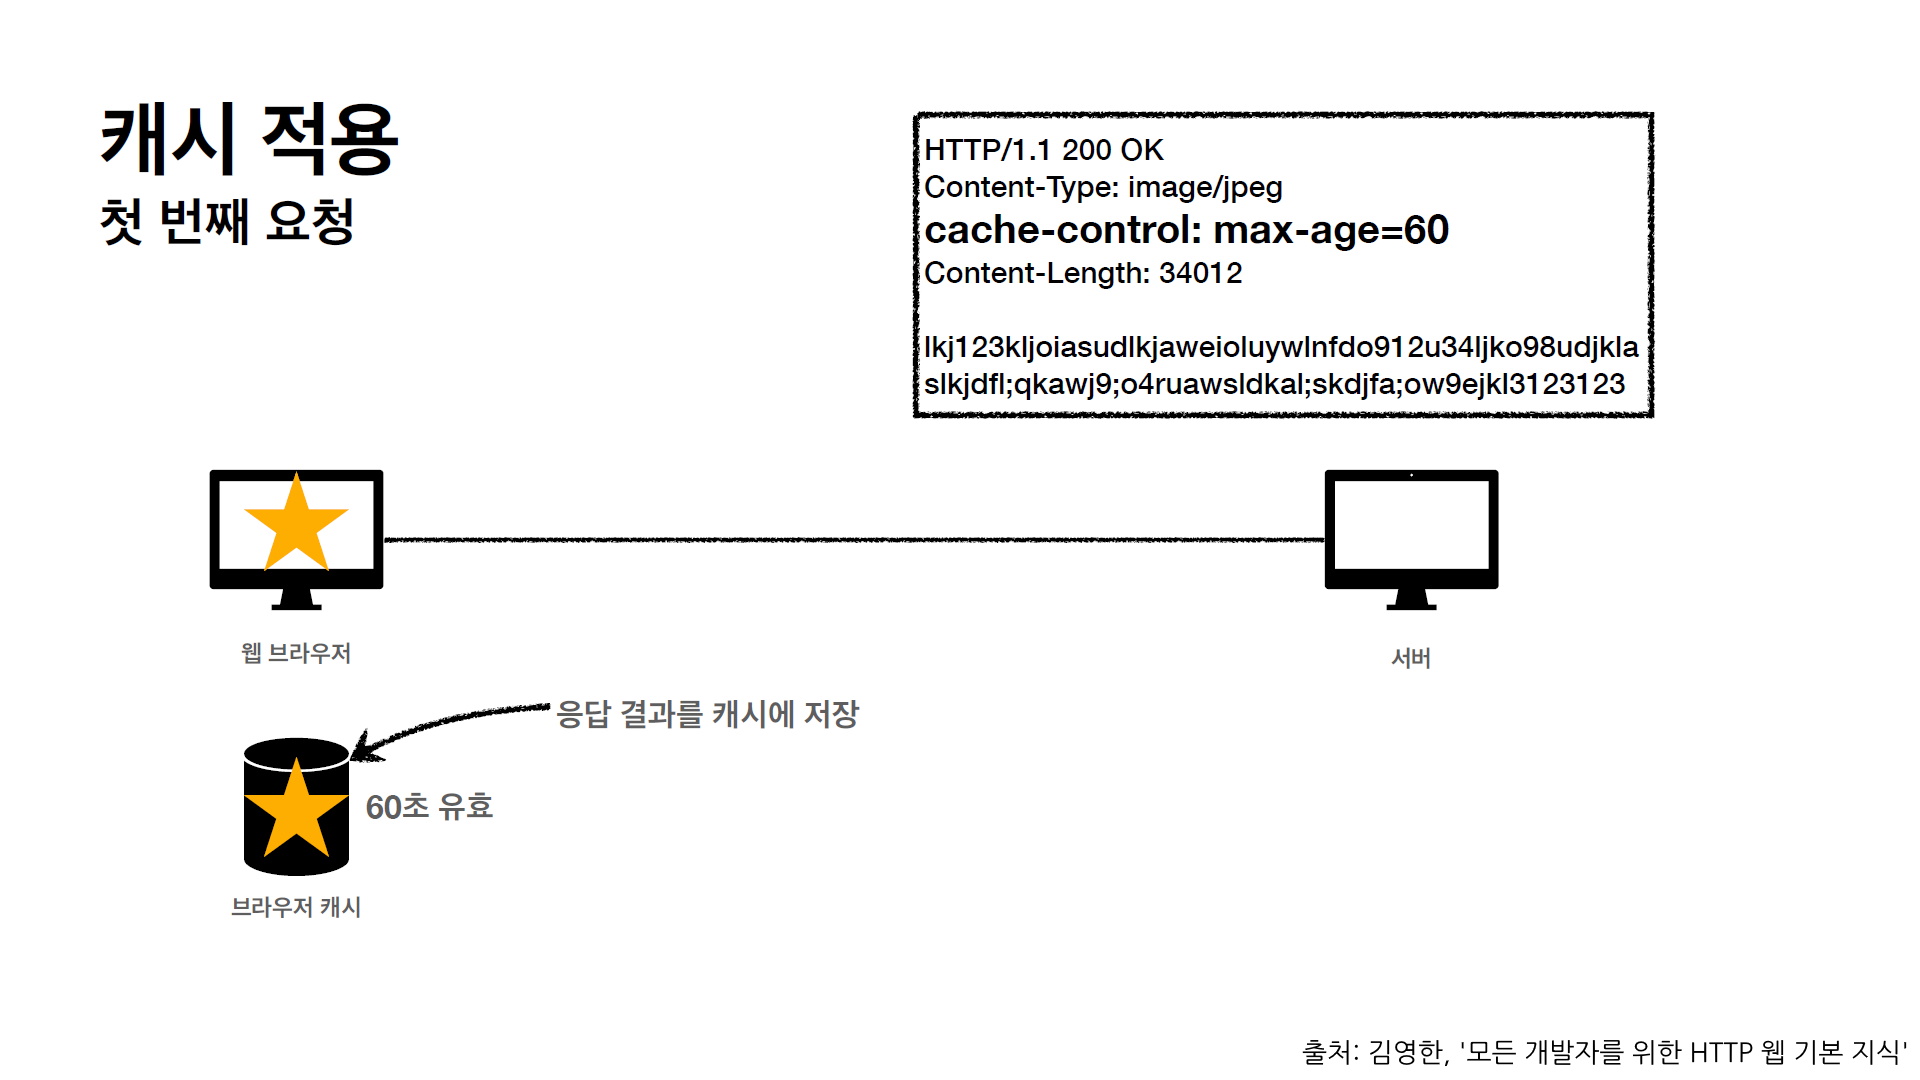 캐시 적용
첫 번째 요청
HTTP/1.1 200 OK
Content-Type: image/jpeg
cache-control: max-age=60
Content-Length: 34012
lkj123kljoiasudlkjaweioluywlnfdo912u34ljko98udjkla
slkjdfl;qkawj9;o4ruawsldkal;skdjfa;ow9ejkl3123123
웹 브라우저
서버
응답 결과를 캐시에 저장
60초 유효
브라우저 캐시
출처: 김영한, '모든 개발자를 위한 HTTP 웹 기본 지식'